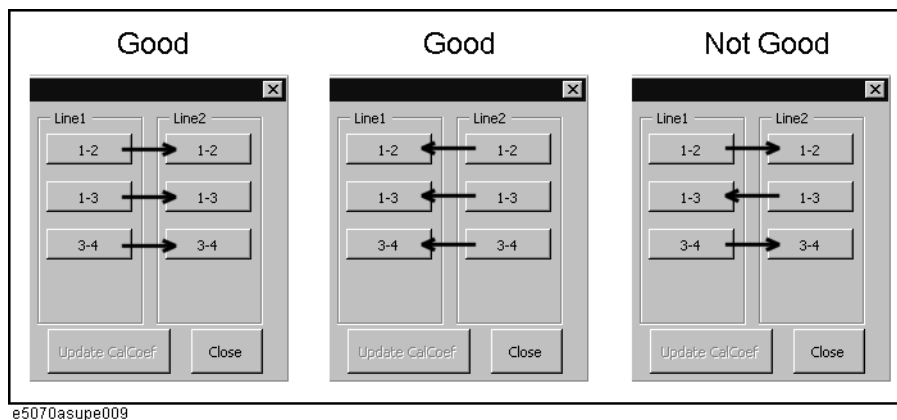 Good
Good
Not Good
Line1 Line2
1-2 1-2
1-3 1-3
3-4 3-4
Update CalCoef Close
Line1 Line2
1-2 1-2
1-3 1-3
3-4 3-4
Update CalCoef Close
Line1 Line2
1-2 1-2
1-3 1-3
3-4 3-4
Update CalCoef Close
e5070asupe009